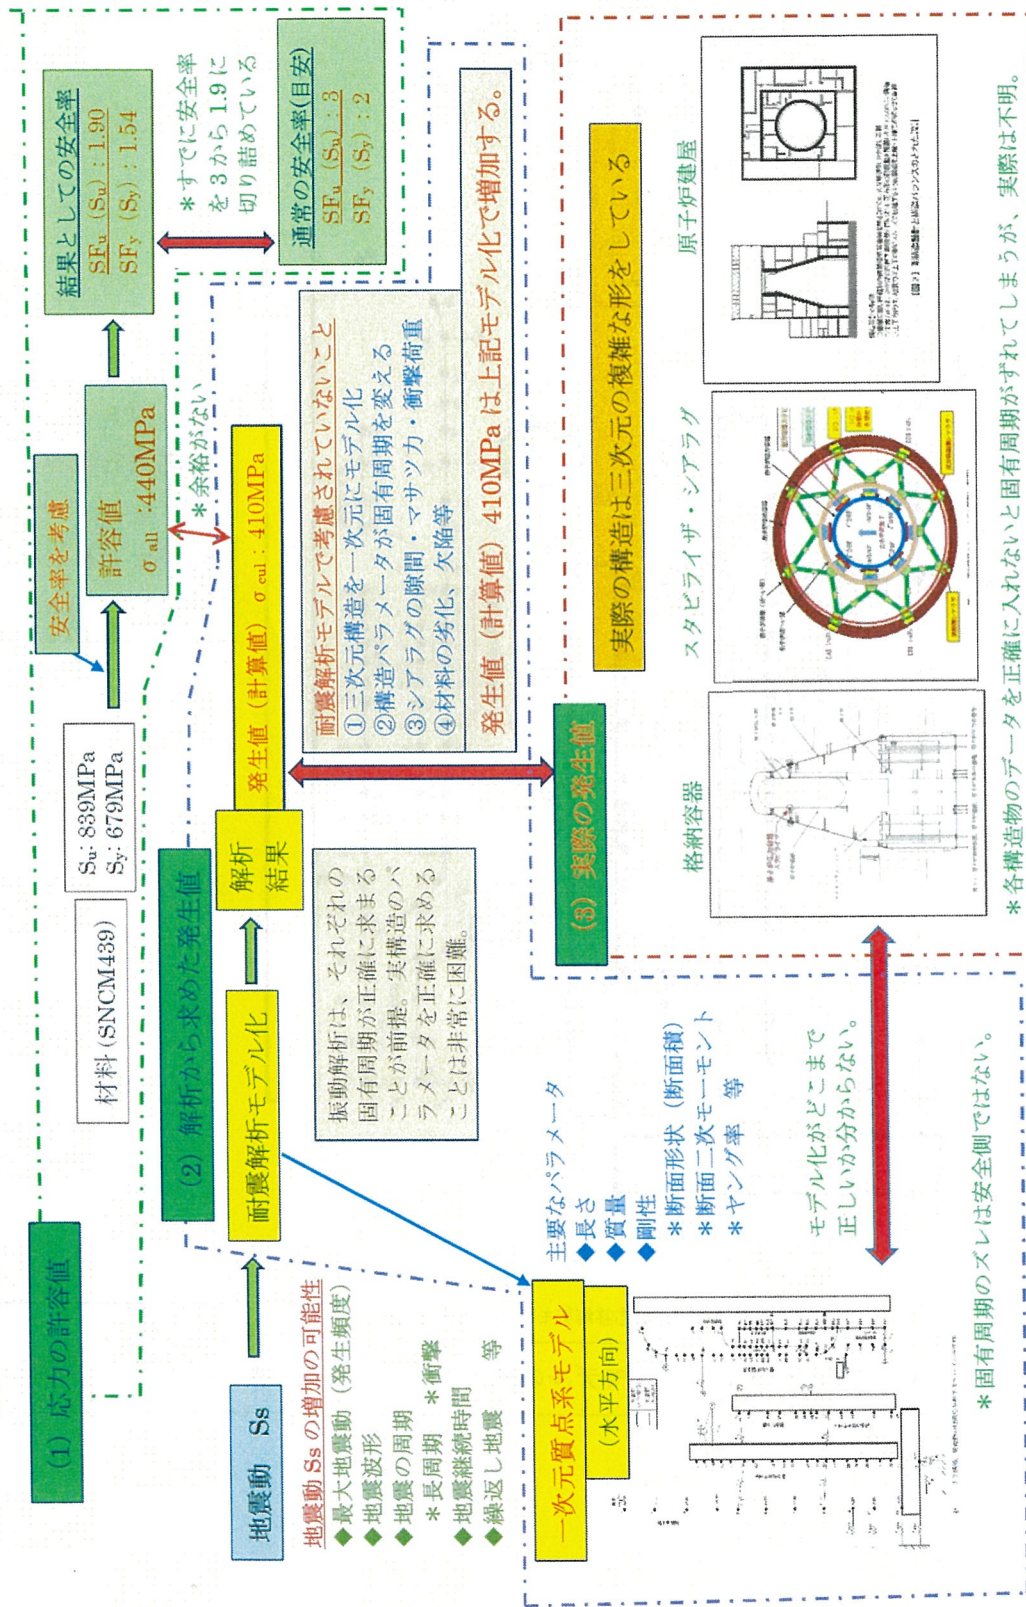 (1) 応力の許容値
材料(SNCM439)
Su: 839MPa
Sy: 679MPa
安全率を考慮
許容値
σall :440MPa
結果としての安全率
SFu (Su) : 1.90
SFy (Sy) : 1.54
＊すでに安全率
を3から1.9に
切り詰めている
通常の安全率(目安)
SFu (Su) : 3
SFy (Sy) : 2
＊余裕がない
(2) 解析から求めた発生値
地震動 Ss
耐震解析モデル化
解析
結果
発生値（計算値）σcul: 410MPa
地震動 Ss の増加の可能性
◆最大地震動（発生頻度）
◆地震波形
◆地震の周期
＊長周期 ＊衝撃
◆地震継続時間
◆繰返し地震 等
振動解析は、それぞれの
固有周期が正確に求まる
ことが前提。実構造のパ
ラメータを正確に求める
ことは非常に困難。
耐震解析モデルで考慮されていないこと
①三次元構造を一次元にモデル化
②構造パラメータが固有周期を変える
③シアラグの隙間・マサツ力・衝撃荷重
④材料の劣化、欠陥等
発生値（計算値）410MPa は上記モデル化で増加する。
一次元質点系モデル
(水平方向)
主要なパラメータ
◆長さ
◆質量
◆剛性
＊断面形状（断面積）
＊断面二次モーモント
＊ヤング率 等
モデル化がどこまで
正しいか分からない。
＊固有周期のズレは安全側ではない。
(3) 実際の発生値
実際の構造は三次元の複雑な形をしている
格納容器
スタビライザ・シアラグ
原子炉建屋
＊各構造物のデータを正確に入れないと固有周期がずれてしまうが、実際は不明。